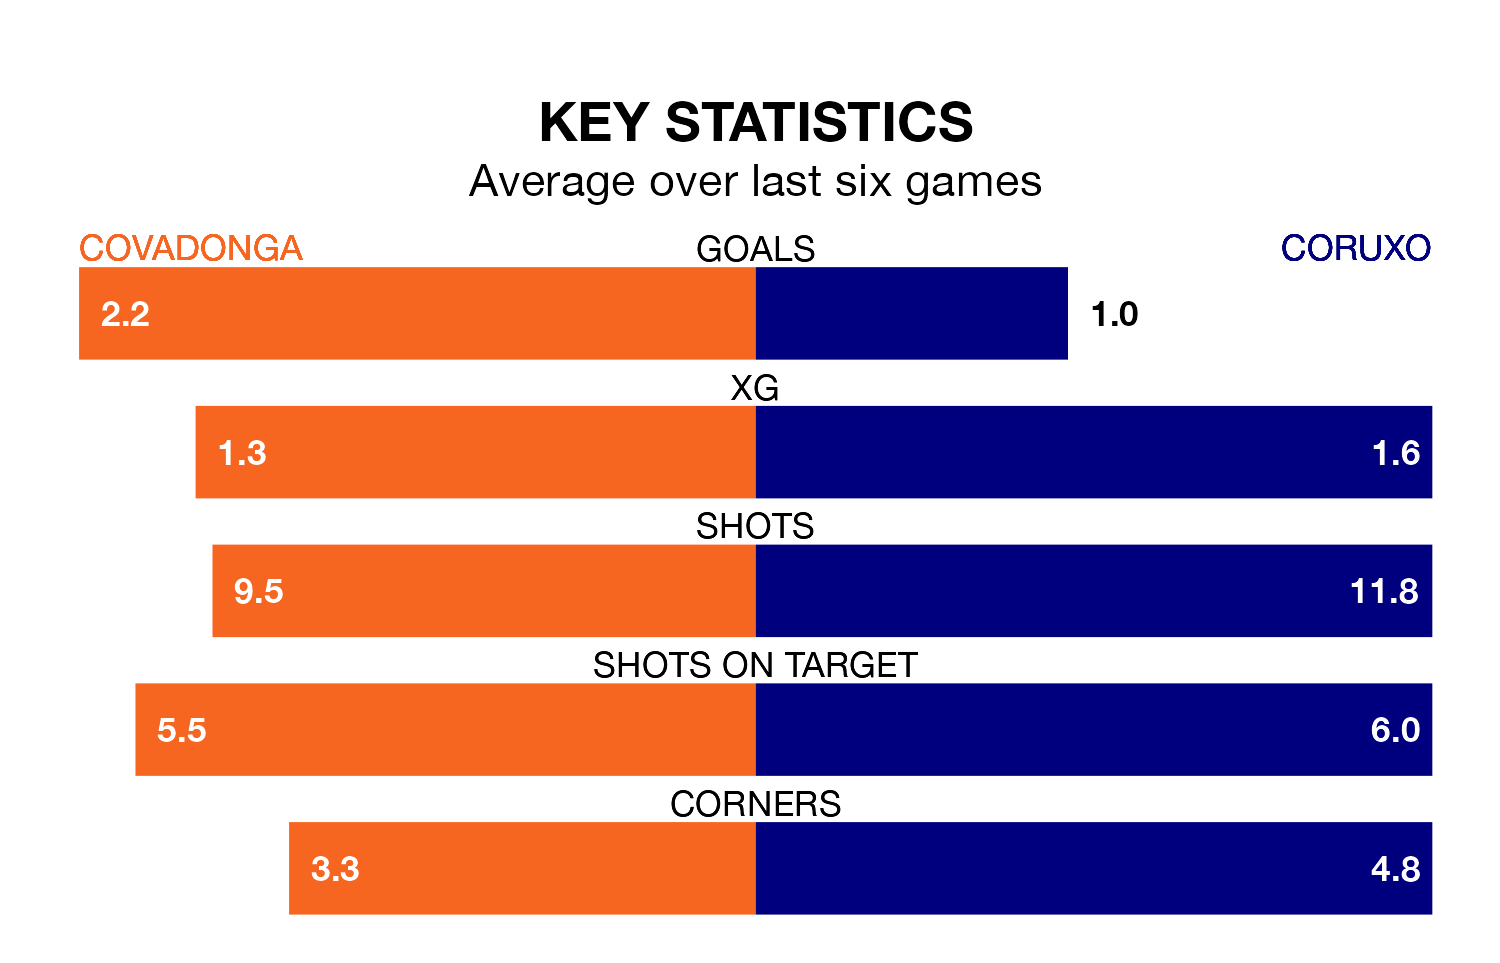 KEY STATISTICS
Average over last six games
COVADONGA GOALS CORUXO
2.2 1.0
XG
1.3 1.6
SHOTS
9.5 11.8
SHOTS ON TARGET
5.5 6.0
CORNERS
3.3 4.8